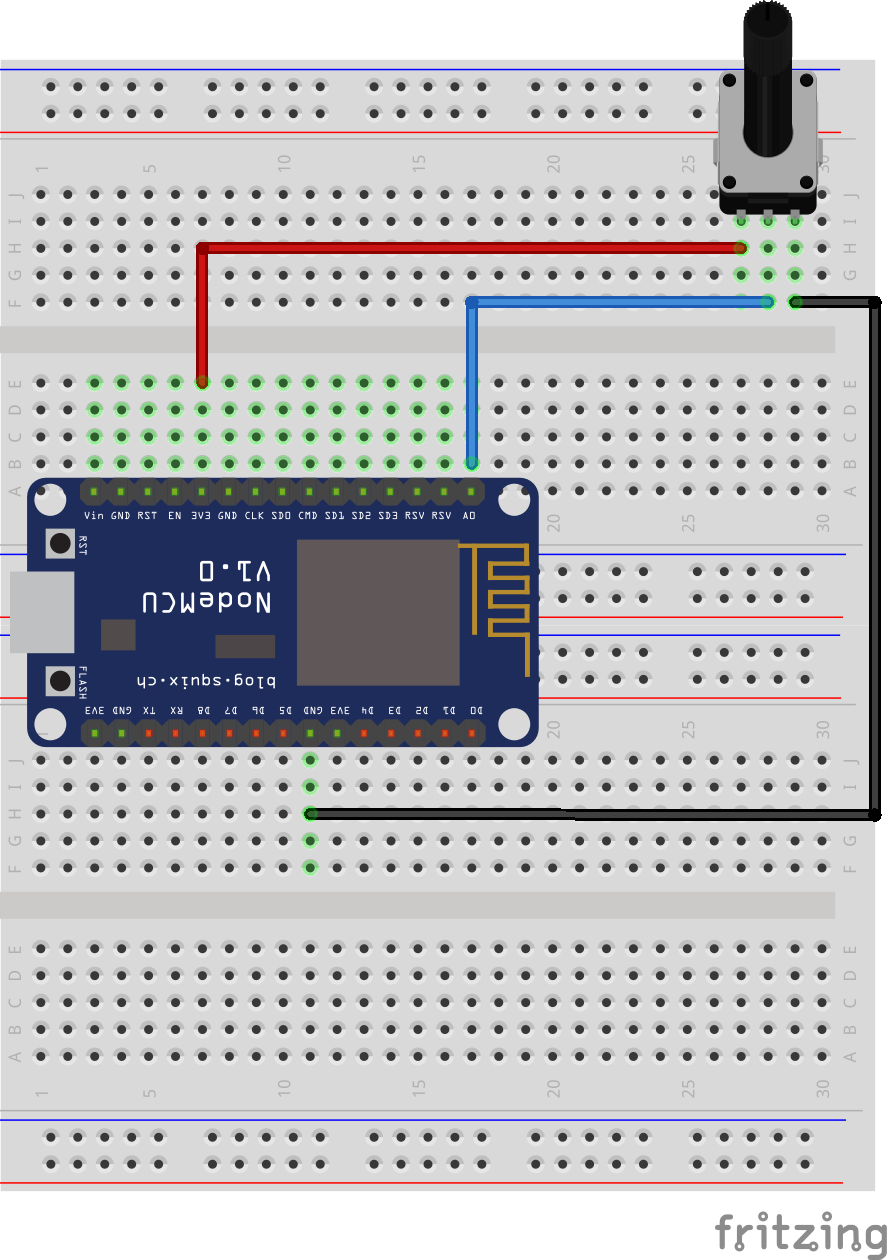 1 5 10 15 20 25 30
J J
I I
H H
G G
F F
E E
D D
C C
B B
A A
Vin GND RST EN 3V3 GND CLK SD0 CMD SD1 SD2 SD3 RSV RSV A0
20 25 30
RST
V1.0
NodeMCU
FLASH
blog.squix.ch
3V3 GND TX RX D8 D7 D6 D5 GND 3V3 D4 D3 D2 D1 D0
1 20 25 30
J J
I I
H H
G G
F F
E E
D D
C C
B B
A A
1 5 10 15 20 25 30
fritzing